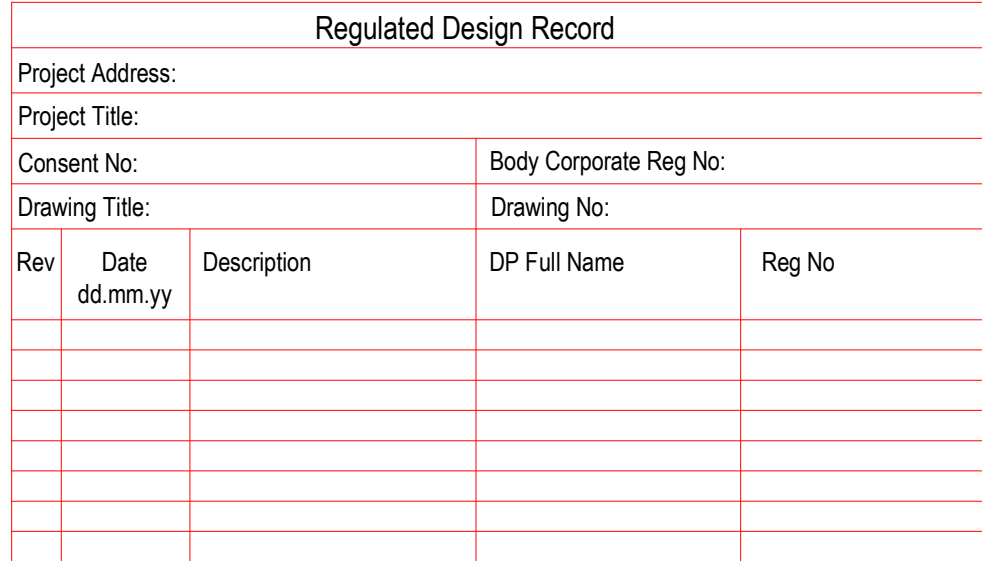 Regulated Design Record
Project Address:
Project Title:
Consent No: Body Corporate Reg No:
Drawing Title: Drawing No:
Rev Date Description DP Full Name Reg No
dd.mm.yy